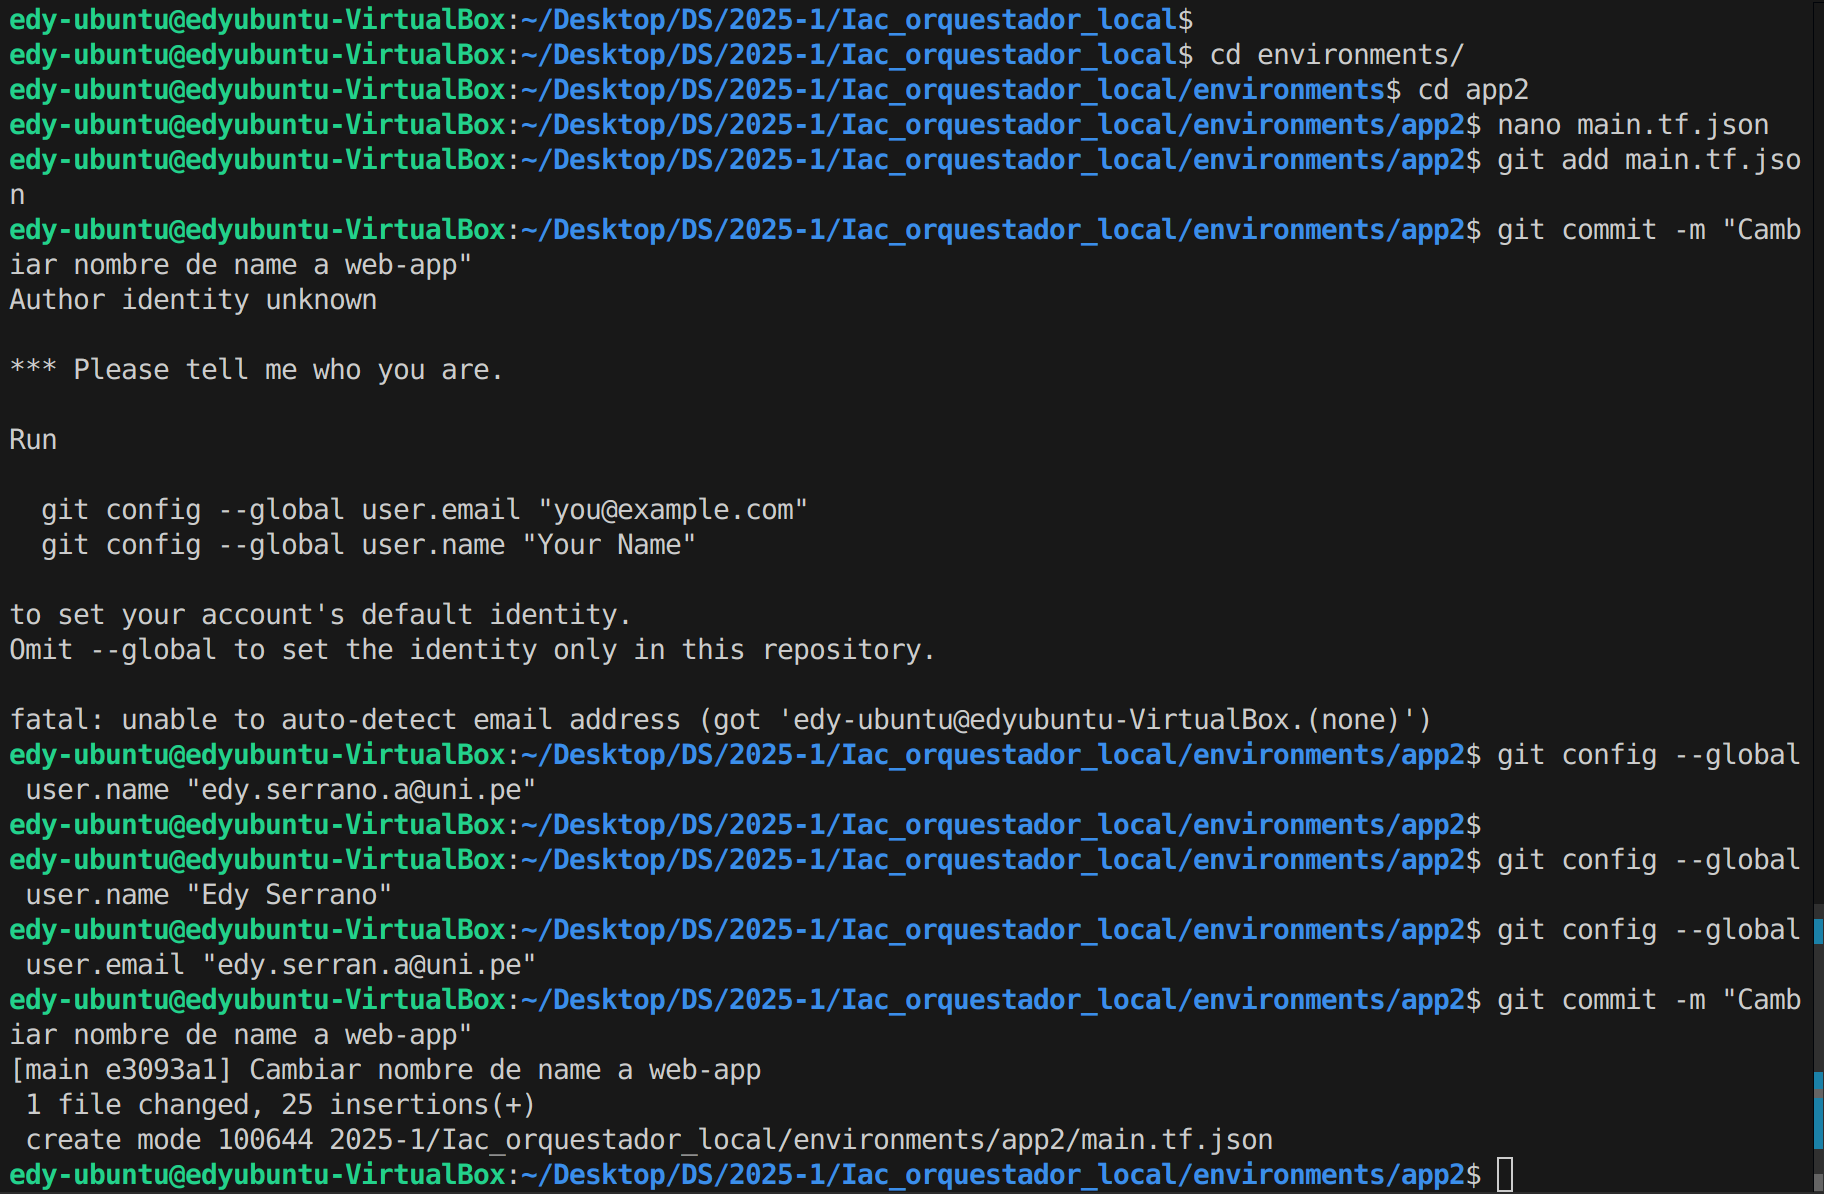 edy-ubuntu@edyubuntu-VirtualBox:~/Desktop/DS/2025-1/Iac_orquestador_local$
edy-ubuntu@edyubuntu-VirtualBox:~/Desktop/DS/2025-1/Iac_orquestador_local$ cd environments/
edy-ubuntu@edyubuntu-VirtualBox:~/Desktop/DS/2025-1/Iac_orquestador_local/environments$ cd app2
edy-ubuntu@edyubuntu-VirtualBox:~/Desktop/DS/2025-1/Iac_orquestador_local/environments/app2$ nano main.tf.json
edy-ubuntu@edyubuntu-VirtualBox:~/Desktop/DS/2025-1/Iac_orquestador_local/environments/app2$ git add main.tf.jso
n
edy-ubuntu@edyubuntu-VirtualBox:~/Desktop/DS/2025-1/Iac_orquestador_local/environments/app2$ git commit -m "Camb
iar nombre de name a web-app"
Author identity unknown

*** Please tell me who you are.

Run

  git config --global user.email "you@example.com"
  git config --global user.name "Your Name"

to set your account's default identity.
Omit --global to set the identity only in this repository.

fatal: unable to auto-detect email address (got 'edy-ubuntu@edyubuntu-VirtualBox.(none)')
edy-ubuntu@edyubuntu-VirtualBox:~/Desktop/DS/2025-1/Iac_orquestador_local/environments/app2$ git config --global
 user.name "edy.serrano.a@uni.pe"
edy-ubuntu@edyubuntu-VirtualBox:~/Desktop/DS/2025-1/Iac_orquestador_local/environments/app2$
edy-ubuntu@edyubuntu-VirtualBox:~/Desktop/DS/2025-1/Iac_orquestador_local/environments/app2$ git config --global
 user.name "Edy Serrano"
edy-ubuntu@edyubuntu-VirtualBox:~/Desktop/DS/2025-1/Iac_orquestador_local/environments/app2$ git config --global
 user.email "edy.serran.a@uni.pe"
edy-ubuntu@edyubuntu-VirtualBox:~/Desktop/DS/2025-1/Iac_orquestador_local/environments/app2$ git commit -m "Camb
iar nombre de name a web-app"
[main e3093a1] Cambiar nombre de name a web-app
 1 file changed, 25 insertions(+)
 create mode 100644 2025-1/Iac_orquestador_local/environments/app2/main.tf.json
edy-ubuntu@edyubuntu-VirtualBox:~/Desktop/DS/2025-1/Iac_orquestador_local/environments/app2$